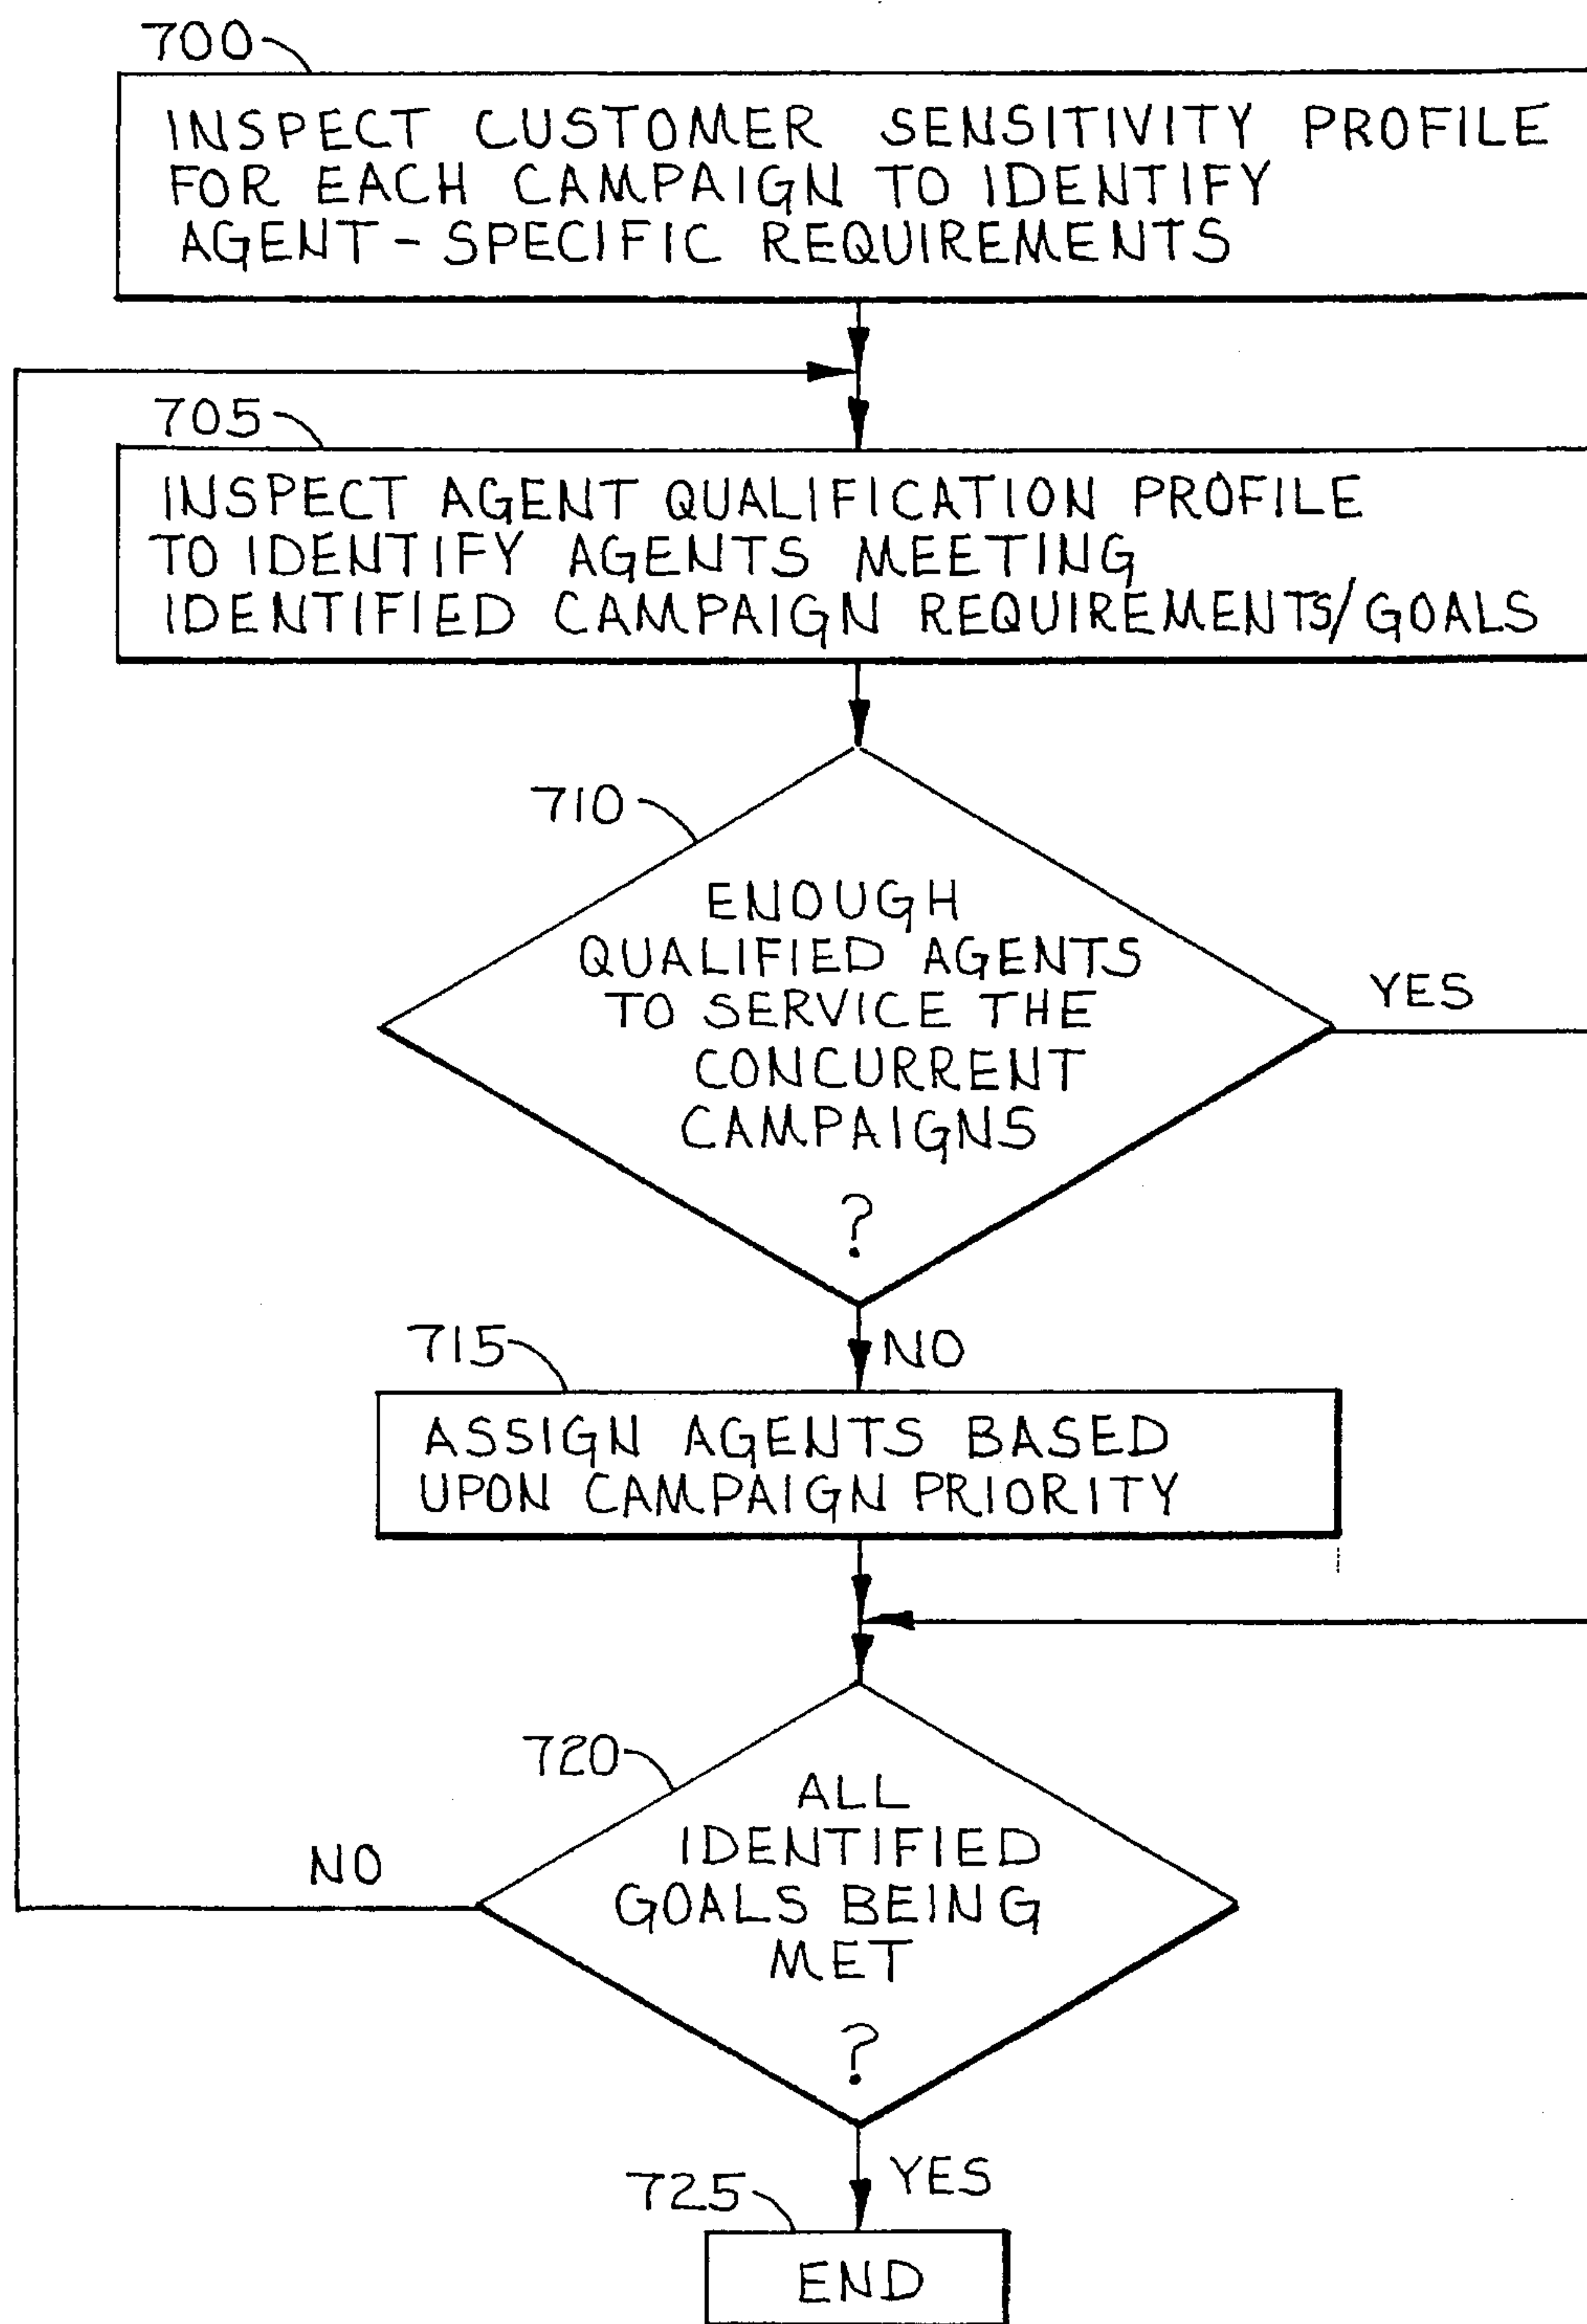 700
INSPECT CUSTOMER SENSITIVITY PROFILE
FOR EACH CAMPAIGN TO IDENTIFY
AGENT-SPECIFIC REQUIREMENTS
705
INSPECT AGENT QUALIFICATION PROFILE
TO IDENTIFY AGENTS MEETING
IDENTIFIED CAMPAIGN REQUIREMENTS/GOALS
710
ENOUGH
QUALIFIED AGENTS
TO SERVICE THE
CONCURRENT
CAMPAIGNS
?
YES
NO
715
ASSIGN AGENTS BASED
UPON CAMPAIGN PRIORITY
720
ALL
IDENTIFIED
GOALS BEING
MET
?
NO
YES
725
END